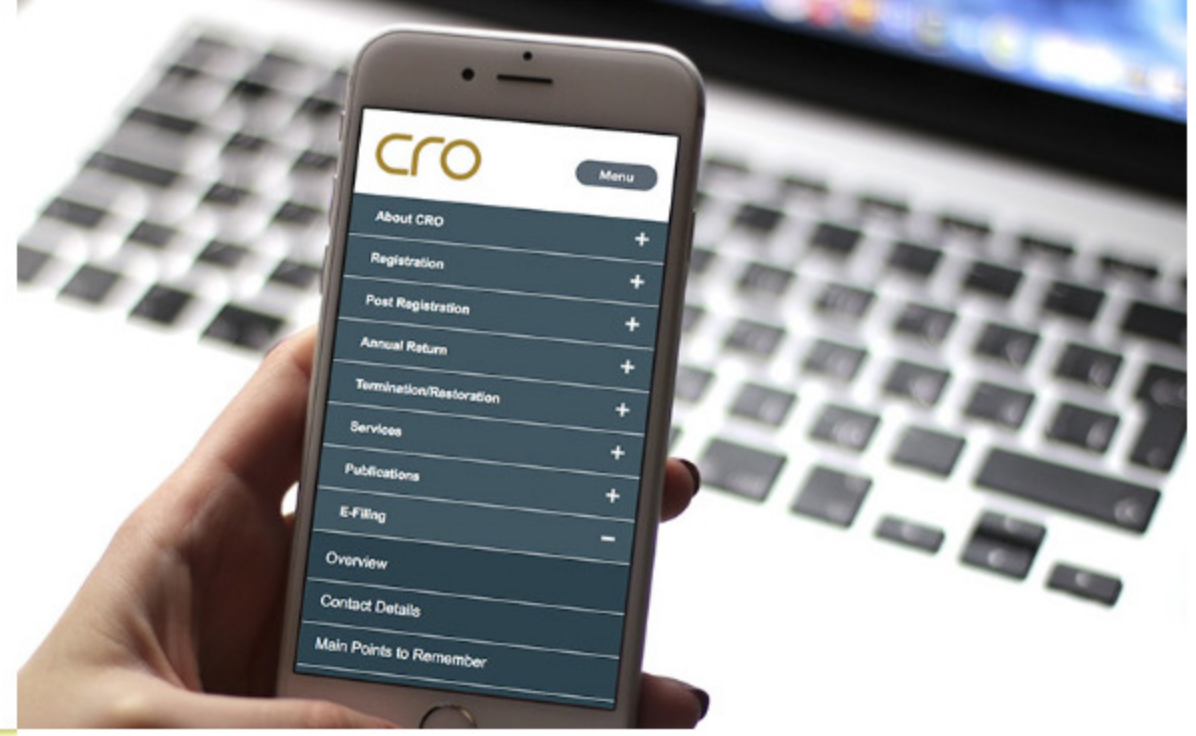 cro
Menu
About CRO
Registration
Post Registration
Annual Return
Termination/Restoration
Services
Publications
E-Filing
Overview
Contact Details
Main Points to Remember